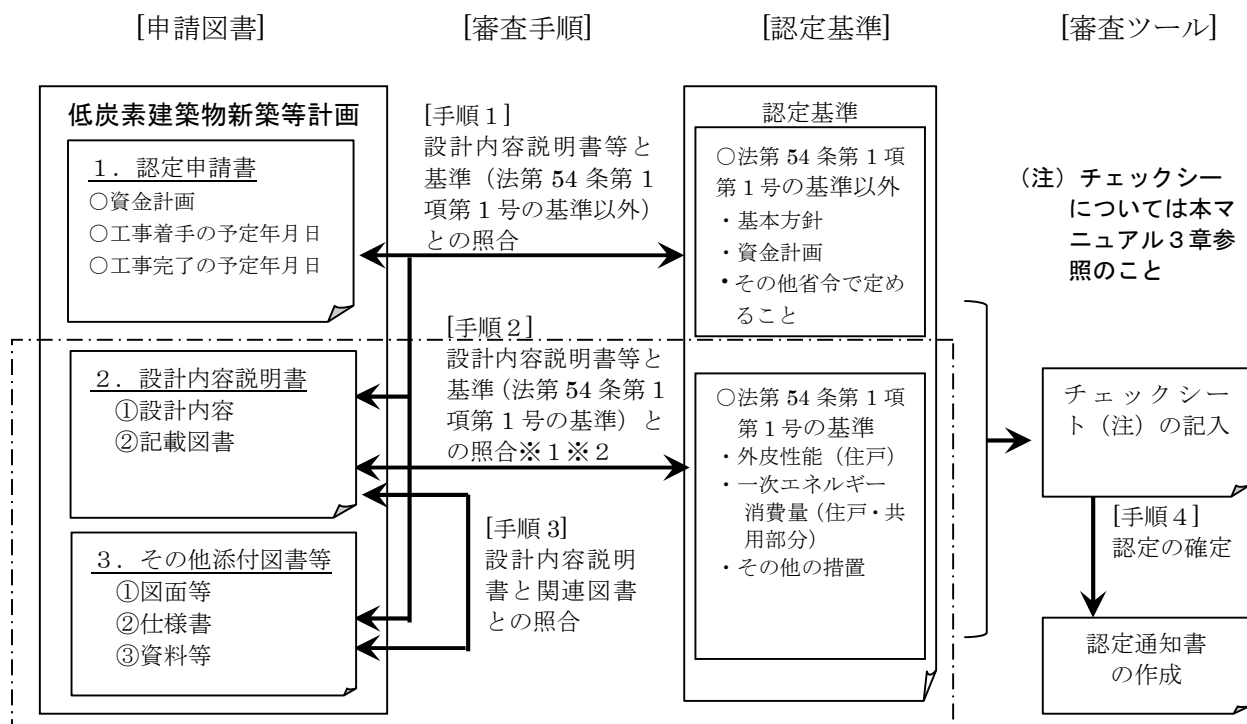 [申請図書]
[審査手順]
[認定基準]
[審査ツール]
低炭素建築物新築等計画
1．認定申請書
○資金計画
○工事着手の予定年月日
○工事完了の予定年月日
2．設計内容説明書
①設計内容
②記載図書
3．その他添付図書等
①図面等
②仕様書
③資料等
[手順１]
設計内容説明書等と
基準（法第 54 条第 1
項第１号の基準以外）
との照合
[手順２]
設計内容説明書等と
基準（法第 54 条第 1
項第１号の基準）と
の照合※１※２
[手順 3]
設計内容説明
書と関連図書
との照合
認定基準
○法第 54 条第 1 項
第１号の基準以外
・基本方針
・資金計画
・その他省令で定め
ること
○法第 54 条第 1 項
第１号の基準
・外皮性能（住戸）
・一次エネルギー
消費量（住戸・共
用部分）
・その他の措置
（注）チェックシー
については本マ
ニュアル３章参
照のこと
チェックシー
ト（注）の記入
[手順４]
認定の確定
認定通知書
の作成